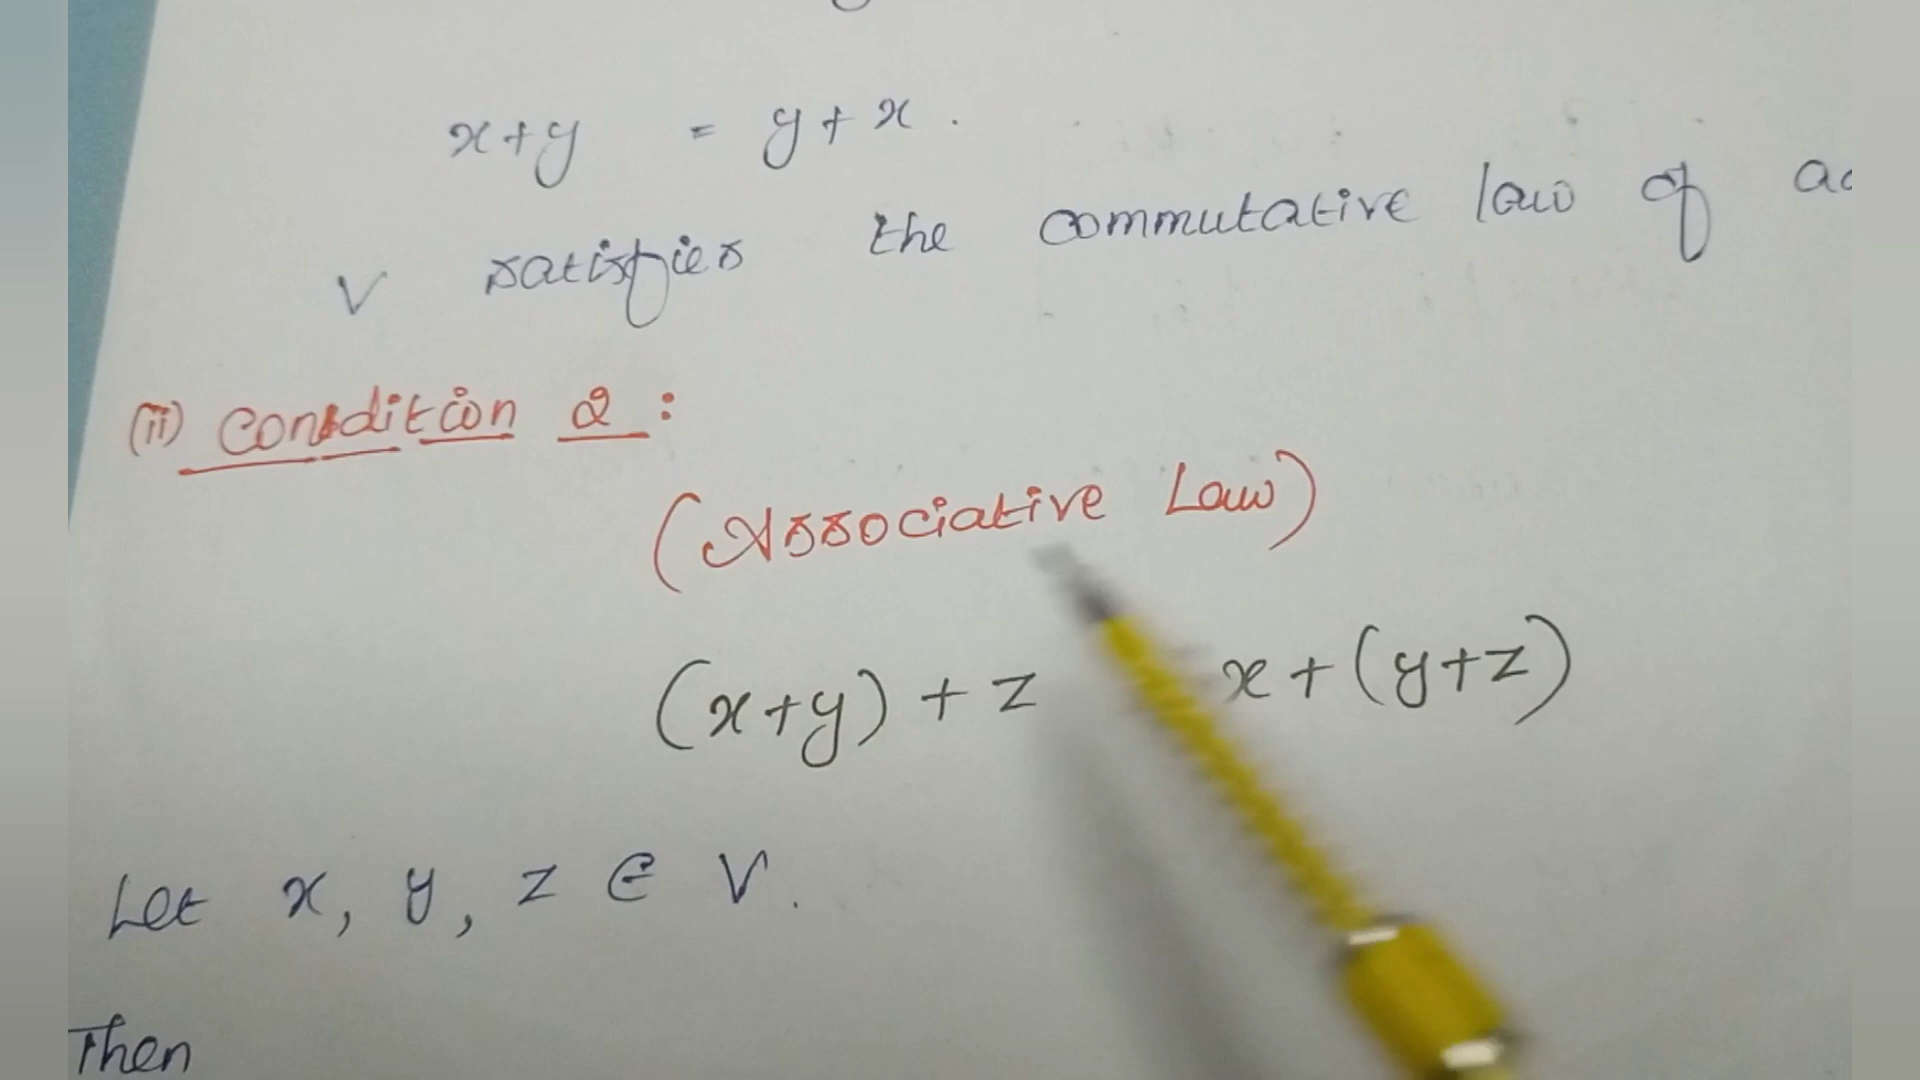 x+y = y+x.
V satisfies the commutative law of
(ii) Condition 2:
(Associative Law)
(x+y)+z x+(y+z)
Let x, y, z ∈ V.
Then